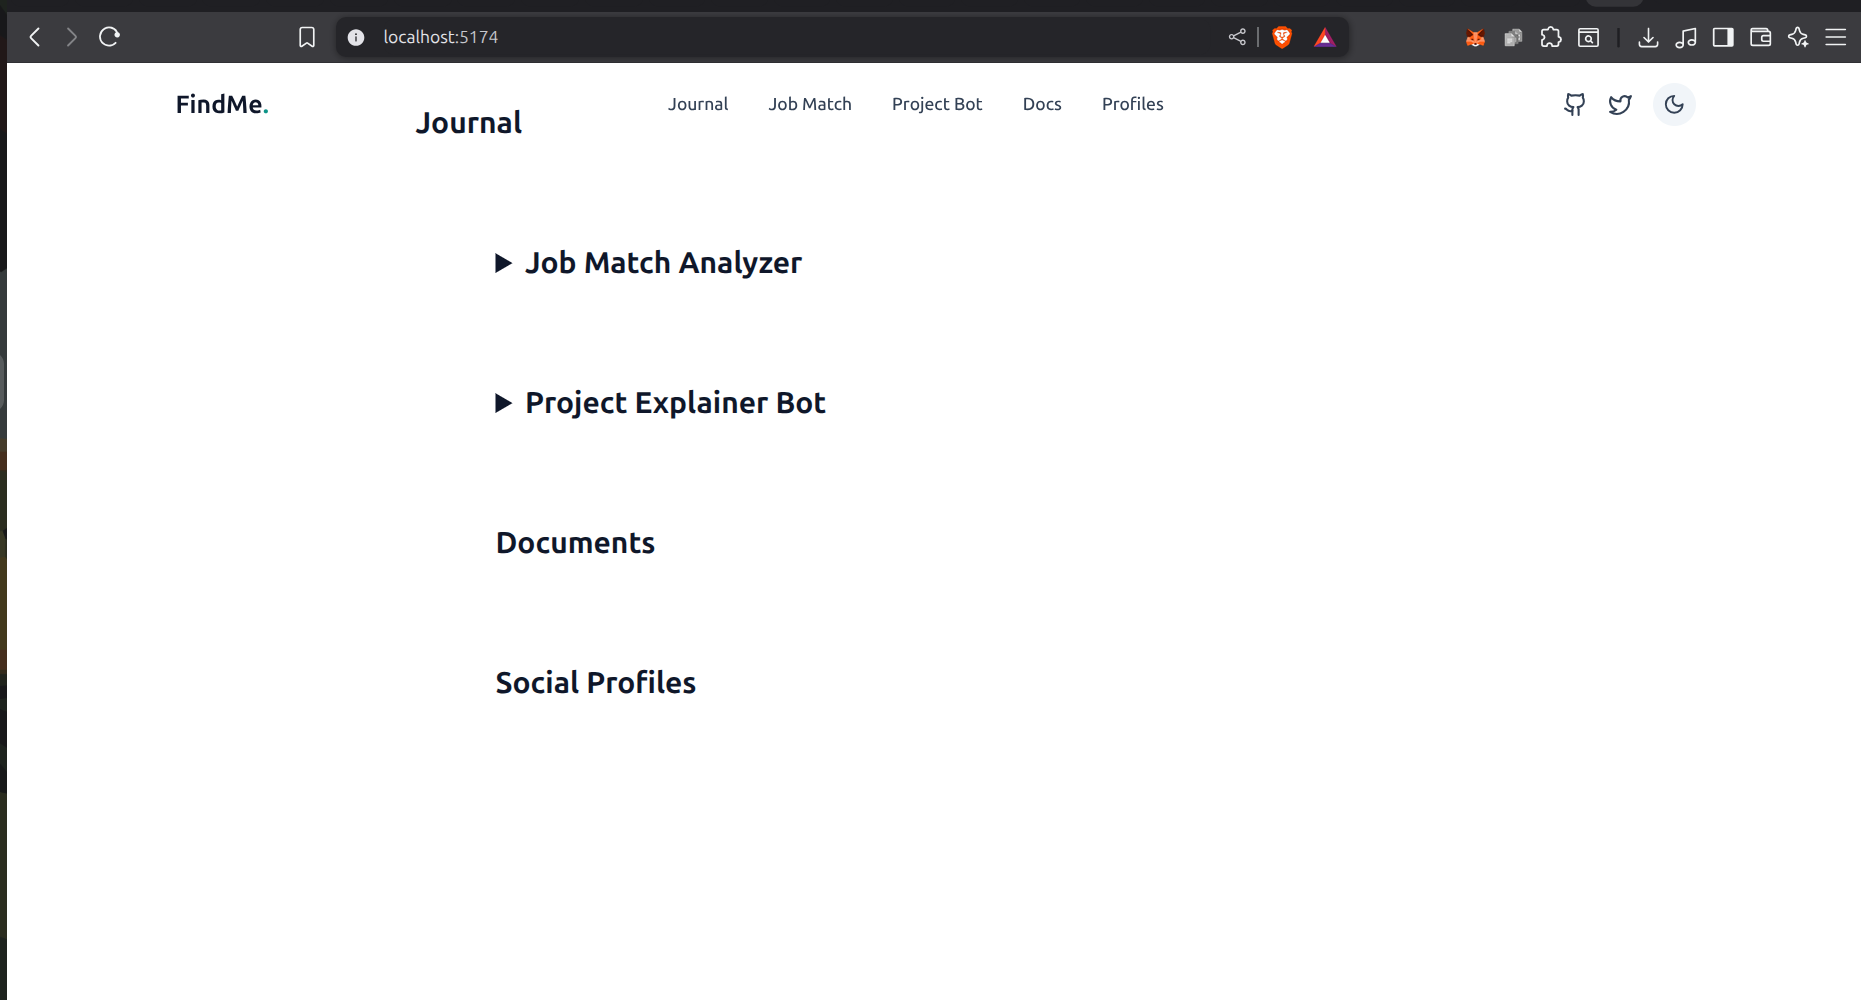 localhost:5174
FindMe.
Journal
Job Match
Project Bot
Docs
Profiles
Journal
Job Match Analyzer
Project Explainer Bot
Documents
Social Profiles